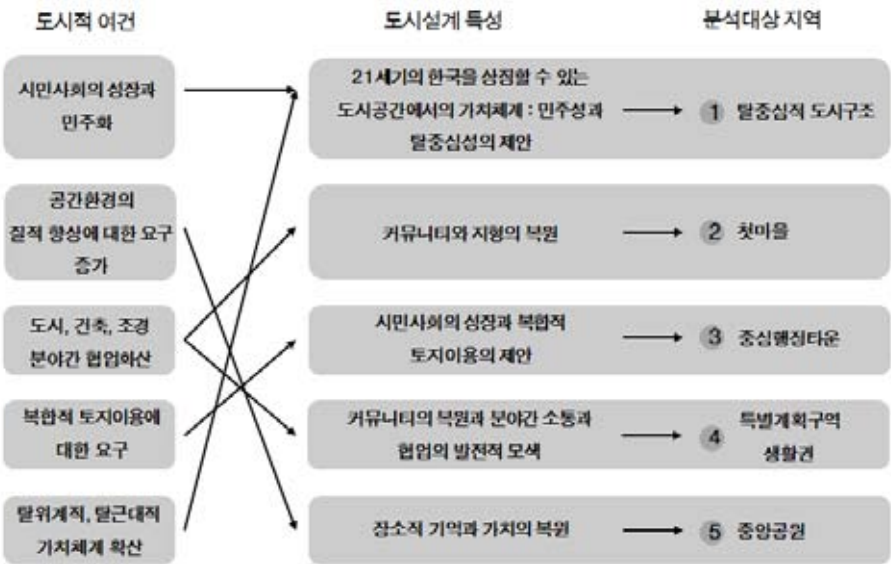 도시적 여건
도시설계 특성
분석대상 지역
시민사회의 성장과
민주화
21세기의 한국을 상징할 수 있는
도시공간에서의 가치체계 : 민주성과
탈중심성의 제안
1 탈중심적 도시구조
공간환경의
질적 향상에 대한 요구
증가
커뮤니티와 지형의 복원
2 첫마을
도시, 건축, 조경
분야간 협업확산
시민사회의 성장과 복합적
토지이용의 제안
3 중심행정타운
복합적 토지이용에
대한 요구
커뮤니티의 복원과 분야간 소통과
협업의 발전적 모색
4 특별계획구역
생활권
탈위계적, 탈근대적
가치체계 확산
장소적 기억과 가치의 복원
5 중앙공원